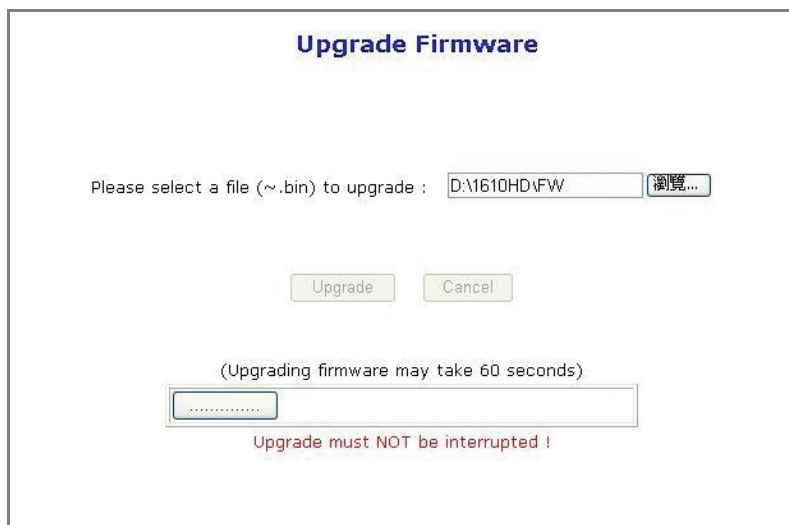 Upgrade Firmware
Please select a file (~.bin) to upgrade : D:\1610HD\FW 瀏覽...
Upgrade Cancel
(Upgrading firmware may take 60 seconds)
..............
Upgrade must NOT be interrupted !